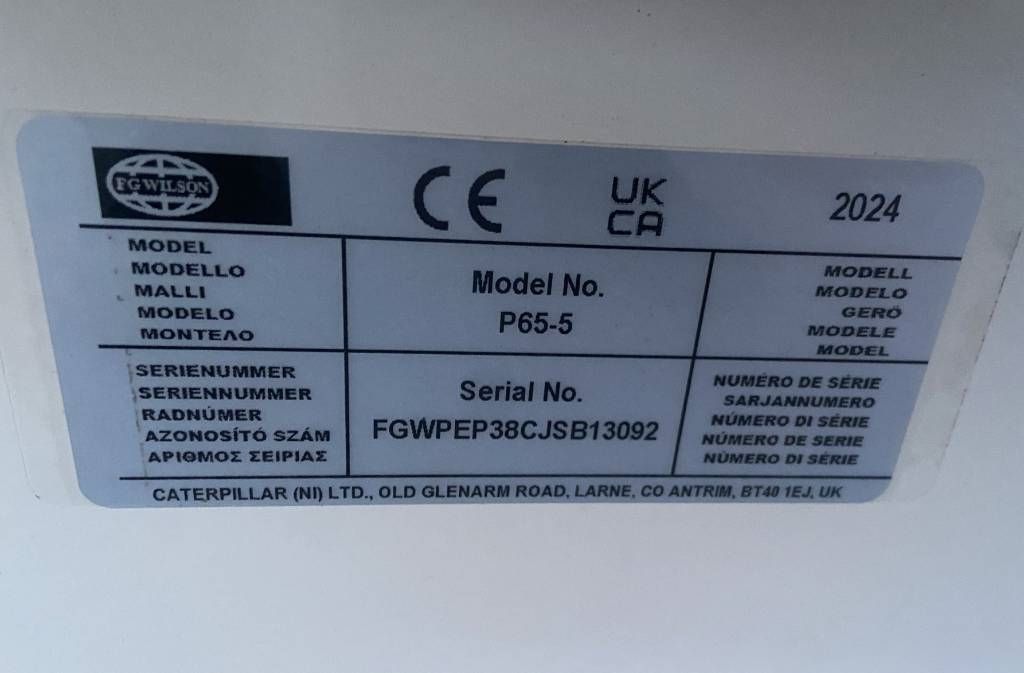 FG WILSON
CE
UK
CA
2024
MODEL
MODELLO
MALLI
MODELO
ΜΟΝΤΕΛΟ
Model No.
P65-5
MODELL
MODELO
GERÖ
MODELE
MODEL
SERIENUMMER
SERIENNUMMER
RADNÚMER
AZONOSÍTÓ SZÁM
ΑΡΙΘΜΟΣ ΣΕΙΡΙΑΣ
Serial No.
FGWPEP38CJSB13092
NUMÉRO DE SÉRIE
SARJANNUMERO
NÚMERO DI SÉRIE
NÚMERO DE SERIE
NÚMERO DI SÉRIE
CATERPILLAR (NI) LTD., OLD GLENARM ROAD, LARNE, CO ANTRIM, BT40 1EJ, UK